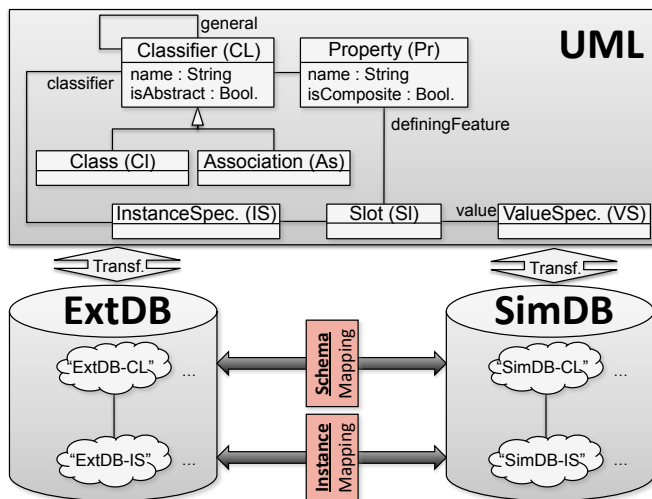 general
UML
Classifier (CL)
name : String
isAbstract : Bool.
Property (Pr)
name : String
isComposite : Bool.
classifier
definingFeature
Class (Cl)
Association (As)
InstanceSpec. (IS)
Slot (Sl)
value
ValueSpec. (VS)
Transf.
Transf.
ExtDB
SimDB
"ExtDB-CL"
...
Schema
Mapping
"SimDB-CL"
...
"ExtDB-IS"
...
Instance
Mapping
"SimDB-IS"
...